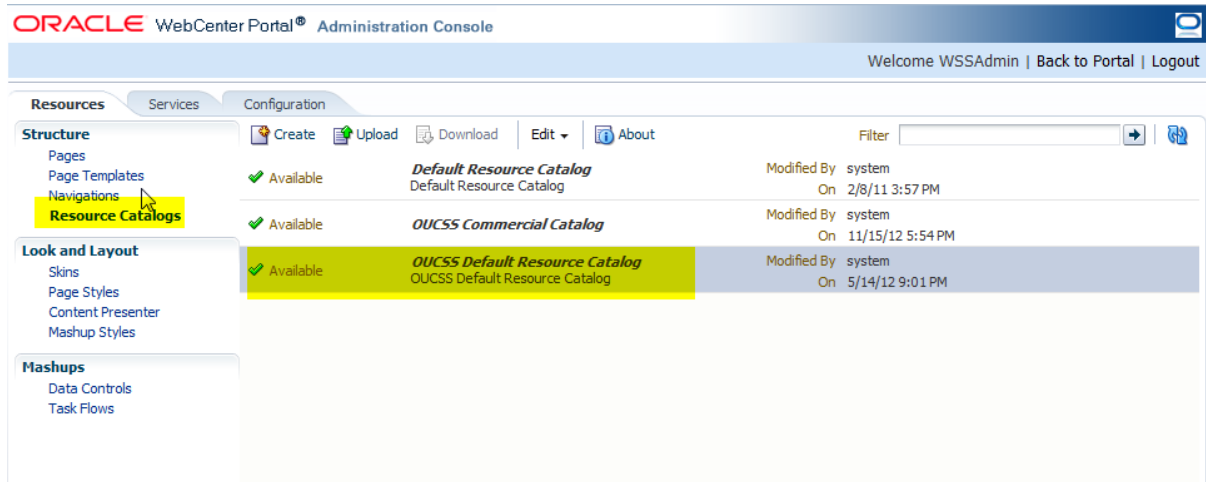 ORACLE WebCenter Portal® Administration Console
Welcome WSSAdmin | Back to Portal | Logout
Resources Services Configuration
Structure
Pages
Page Templates
Navigations
Resource Catalogs
Look and Layout
Skins
Page Styles
Content Presenter
Mashup Styles
Mashups
Data Controls
Task Flows
Create Upload Download Edit About Filter
Available Default Resource Catalog Modified By system
Default Resource Catalog On 2/8/11 3:57 PM
Available OUCSS Commercial Catalog Modified By system
On 11/15/12 5:54 PM
Available OUCSS Default Resource Catalog Modified By system
OUCSS Default Resource Catalog On 5/14/12 9:01 PM